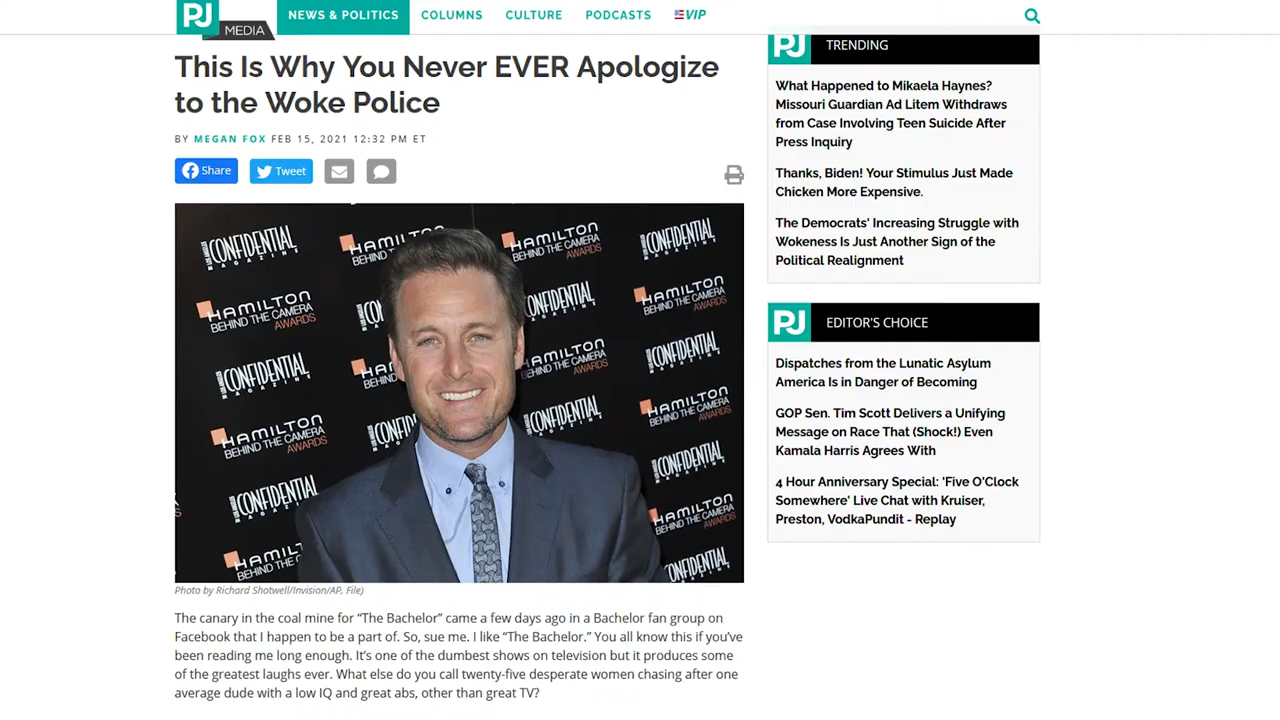 PJ MEDIA
NEWS & POLITICS COLUMNS CULTURE PODCASTS VIP
This Is Why You Never EVER Apologize
to the Woke Police
BY MEGAN FOX FEB 15, 2021 12:32 PM ET
Share Tweet
CONFIDENTIAL
MAGAZINE
HAMILTON
BEHIND THE CAMERA
AWARDS
Photo by Richard Shotwell/Invision/AP, File)
The canary in the coal mine for “The Bachelor” came a few days ago in a Bachelor fan group on
Facebook that I happen to be a part of. So, sue me. I like “The Bachelor.” You all know this if you’ve
been reading me long enough. It’s one of the dumbest shows on television but it produces some
of the greatest laughs ever. What else do you call twenty-five desperate women chasing after one
average dude with a low IQ and great abs, other than great TV?
PJ TRENDING
What Happened to Mikaela Haynes?
Missouri Guardian Ad Litem Withdraws
from Case Involving Teen Suicide After
Press Inquiry
Thanks, Biden! Your Stimulus Just Made
Chicken More Expensive.
The Democrats' Increasing Struggle with
Wokeness Is Just Another Sign of the
Political Realignment
PJ EDITOR'S CHOICE
Dispatches from the Lunatic Asylum
America Is in Danger of Becoming
GOP Sen. Tim Scott Delivers a Unifying
Message on Race That (Shock!) Even
Kamala Harris Agrees With
4 Hour Anniversary Special: 'Five O'Clock
Somewhere' Live Chat with Kruiser,
Preston, VodkaPundit - Replay